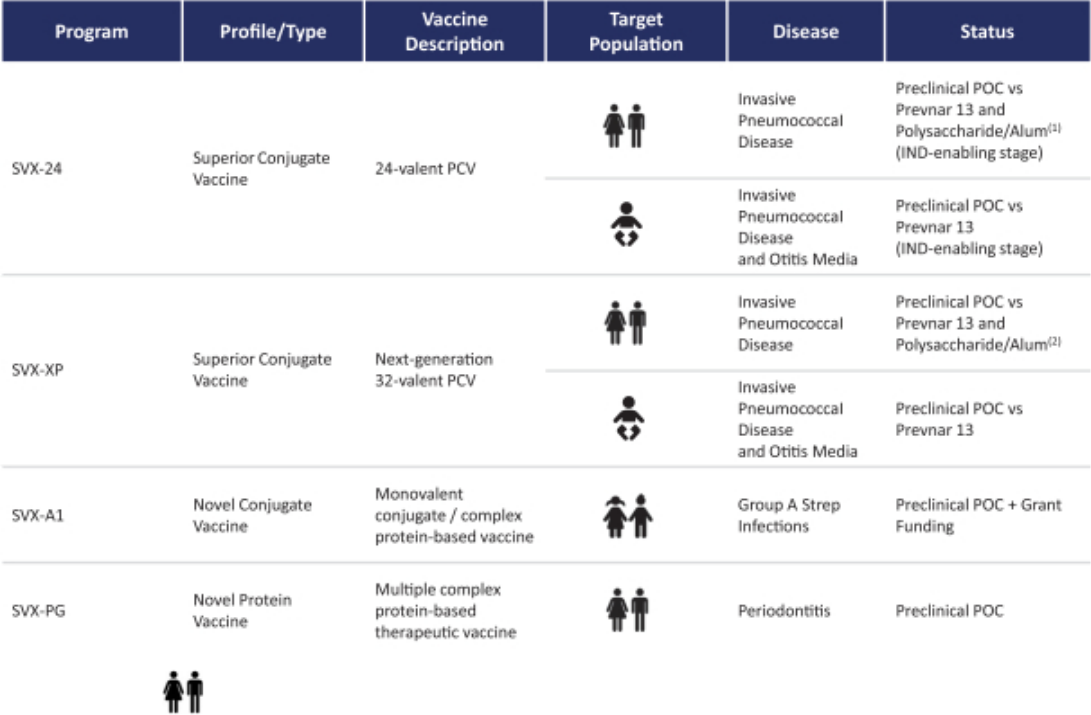 Program
Profile/Type
Vaccine
Description
Target
Population
Disease
Status
SVX-24
Superior Conjugate
Vaccine
24-valent PCV
Invasive
Pneumococcal
Disease
Preclinical POC vs
Prevnar 13 and
Polysaccharide/Alum(1)
(IND-enabling stage)
Invasive
Pneumococcal
Disease
and Otitis Media
Preclinical POC vs
Prevnar 13
(IND-enabling stage)
SVX-XP
Superior Conjugate
Vaccine
Next-generation
32-valent PCV
Invasive
Pneumococcal
Disease
Preclinical POC vs
Prevnar 13 and
Polysaccharide/Alum(2)
Invasive
Pneumococcal
Disease
and Otitis Media
Preclinical POC vs
Prevnar 13
SVX-A1
Novel Conjugate
Vaccine
Monovalent
conjugate / complex
protein-based vaccine
Group A Strep
Infections
Preclinical POC + Grant
Funding
SVX-PG
Novel Protein
Vaccine
Multiple complex
protein-based
therapeutic vaccine
Periodontitis
Preclinical POC